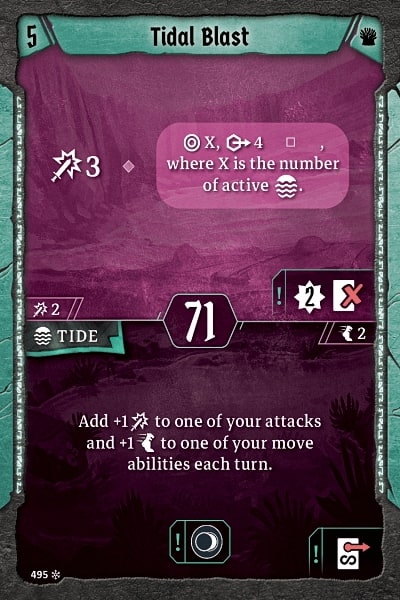 5
Tidal Blast
3
X, 4 ,
where X is the number
of active .
2
2
71
TIDE
2
Add +1 to one of your attacks
and +1 to one of your move
abilities each turn.
495